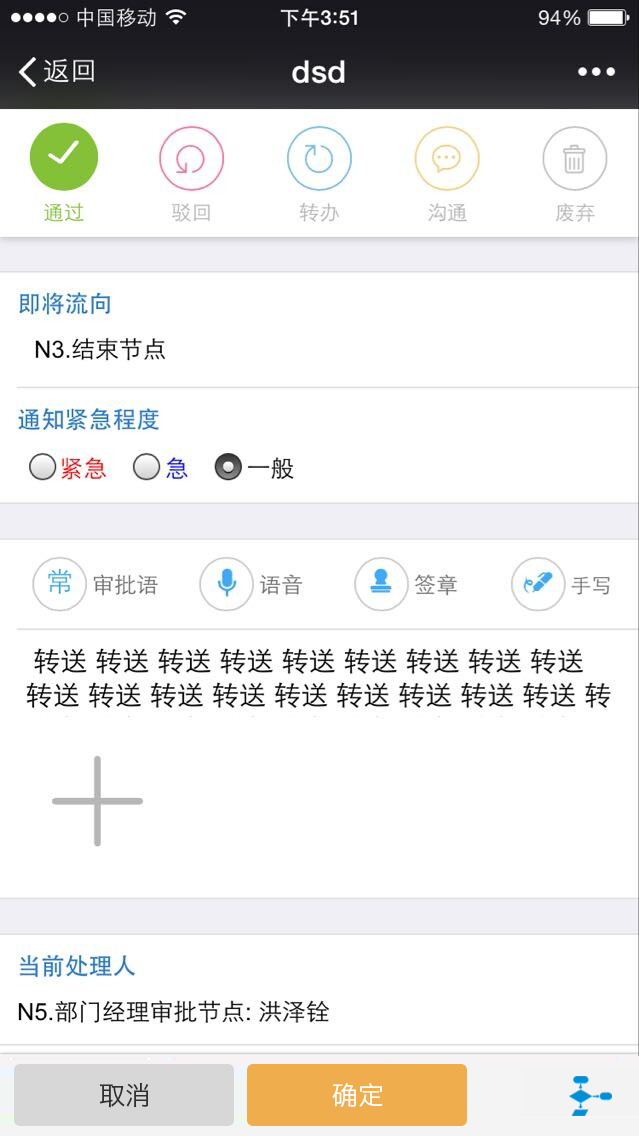 中国移动 下午3:51 94%
返回 dsd
通过 驳回 转办 沟通 废弃
即将流向
N3.结束节点
通知紧急程度
紧急 急 一般
常 审批语 语音 签章 手写
转送 转送 转送 转送 转送 转送 转送 转送 转送
转送 转送 转送 转送 转送 转送 转送 转送 转送 转
当前处理人
N5.部门经理审批节点: 洪泽铨
取消 确定